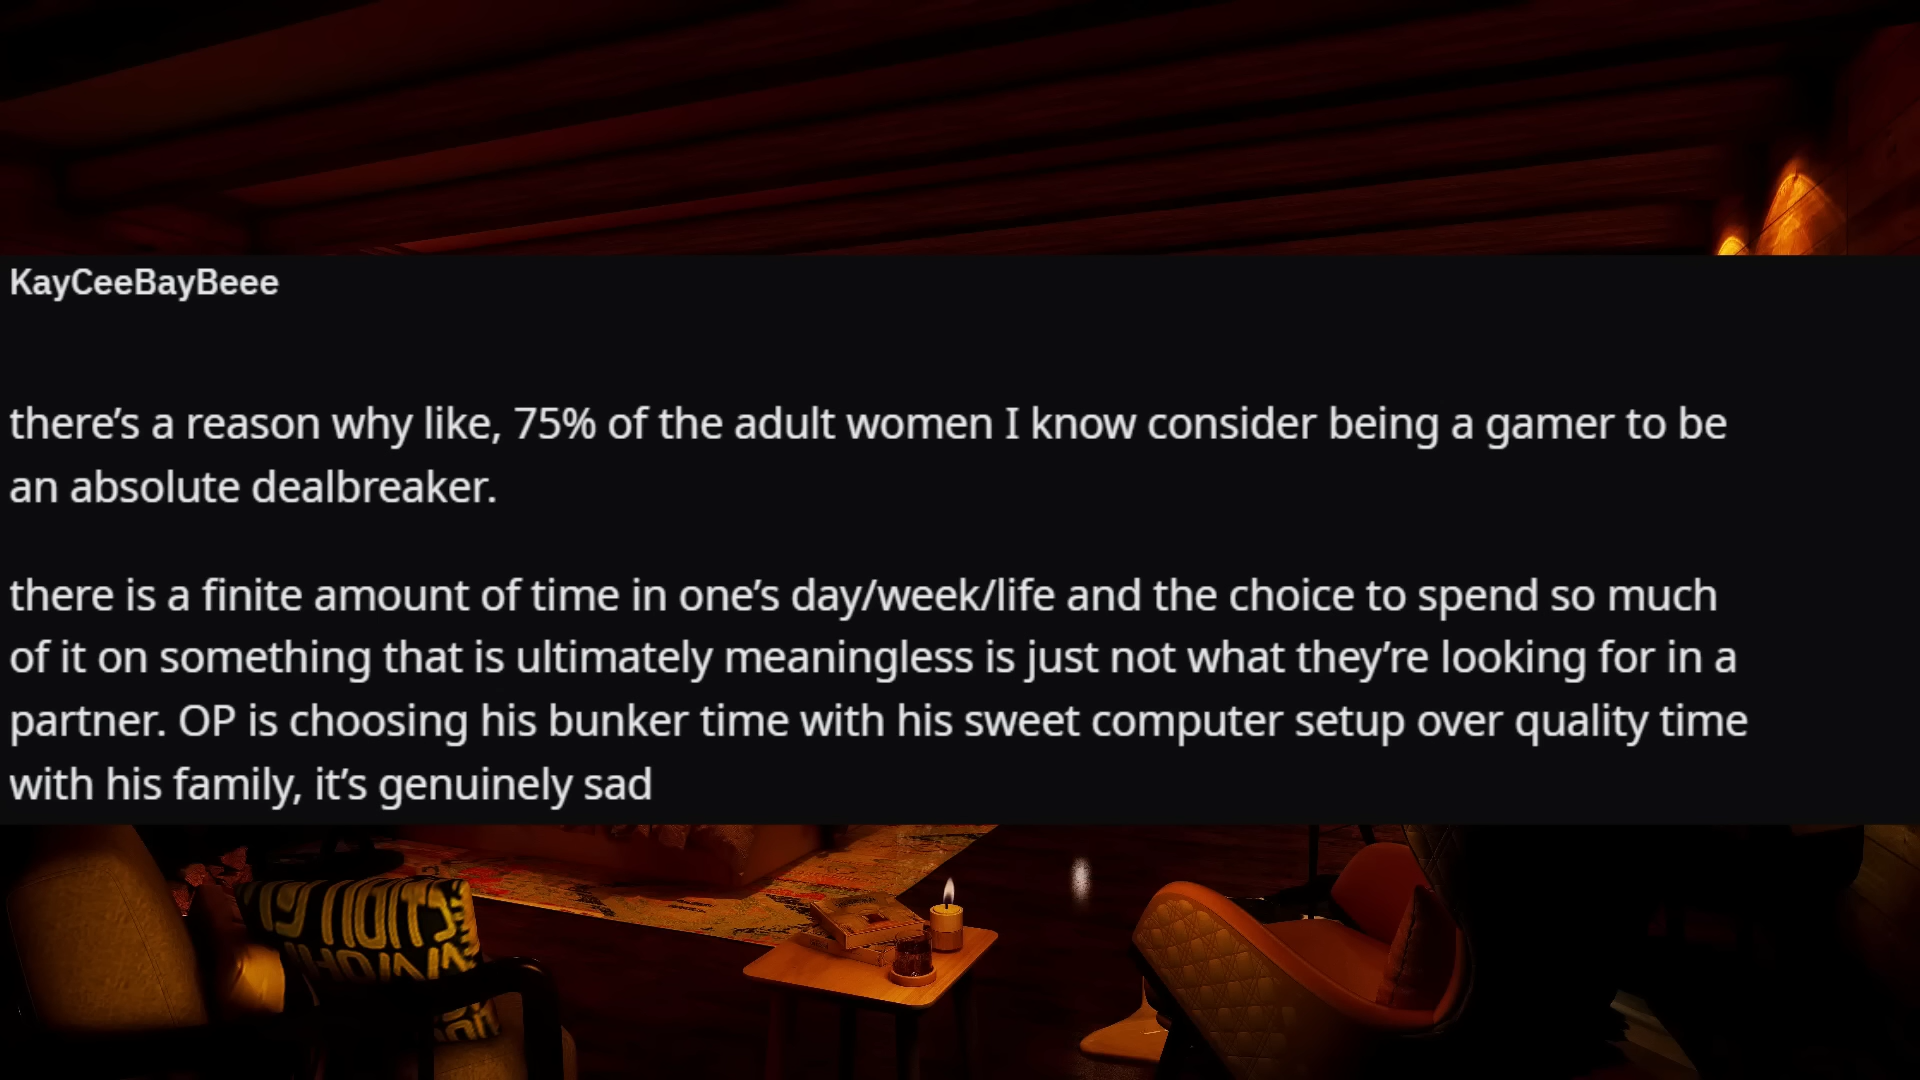 KayCeeBayBeee
there’s a reason why like, 75% of the adult women I know consider being a gamer to be
an absolute dealbreaker.
there is a finite amount of time in one’s day/week/life and the choice to spend so much
of it on something that is ultimately meaningless is just not what they’re looking for in a
partner. OP is choosing his bunker time with his sweet computer setup over quality time
with his family, it’s genuinely sad